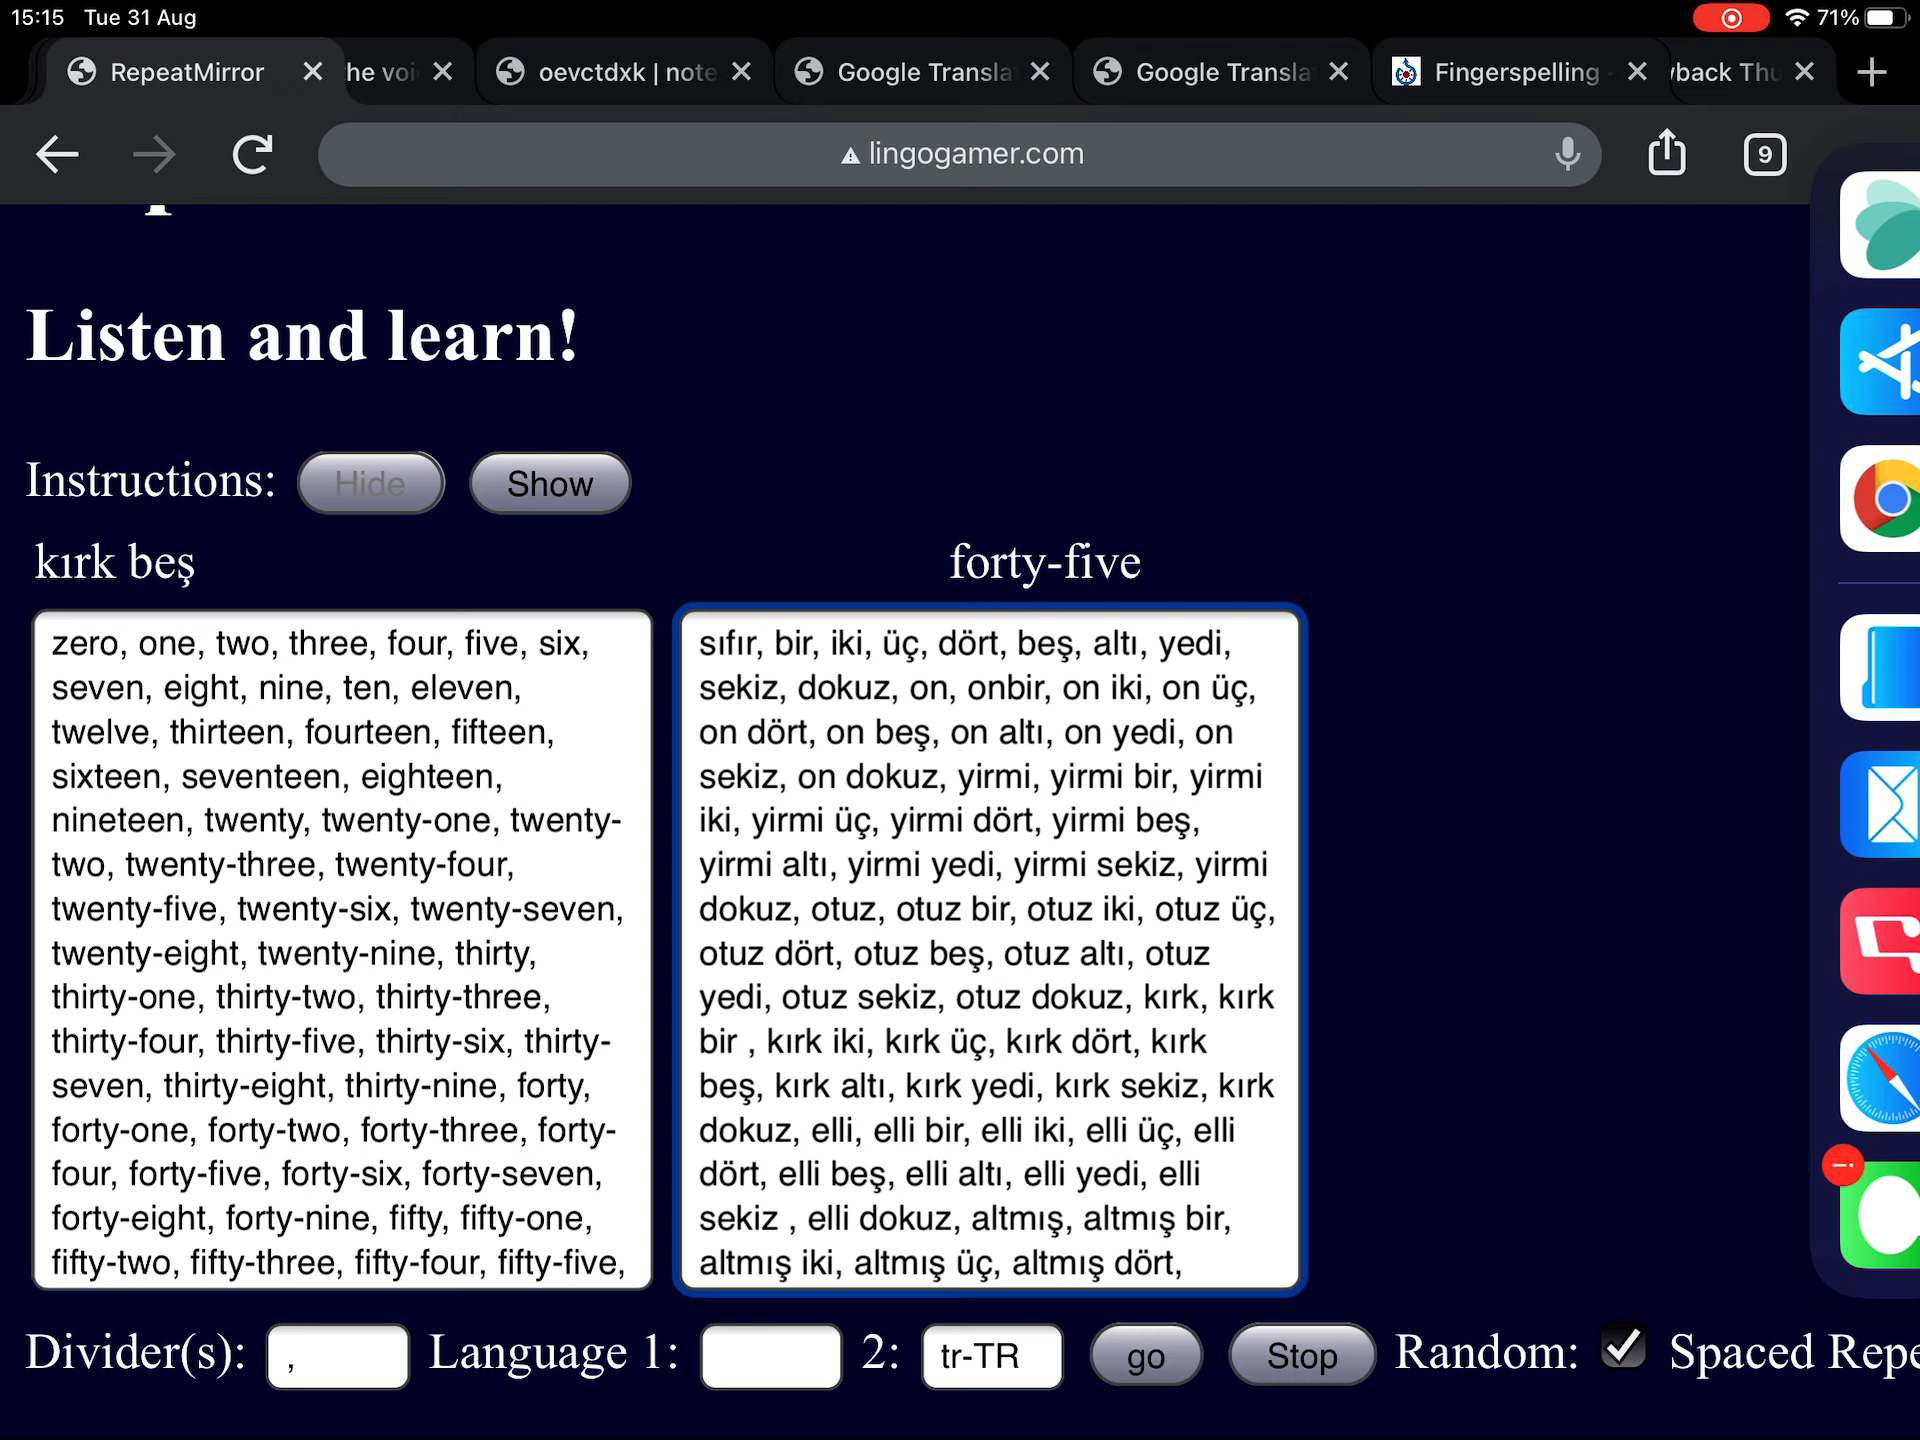 15:15 Tue 31 Aug 71%
RepeatMirror he voi oevctdxk | note Google Transla Google Transla Fingerspelling - yback Thu
lingogamer.com 9
Listen and learn!
Instructions: Hide Show
kırk beş forty-five
zero, one, two, three, four, five, six,
seven, eight, nine, ten, eleven,
twelve, thirteen, fourteen, fifteen,
sixteen, seventeen, eighteen,
nineteen, twenty, twenty-one, twenty-
two, twenty-three, twenty-four,
twenty-five, twenty-six, twenty-seven,
twenty-eight, twenty-nine, thirty,
thirty-one, thirty-two, thirty-three,
thirty-four, thirty-five, thirty-six, thirty-
seven, thirty-eight, thirty-nine, forty,
forty-one, forty-two, forty-three, forty-
four, forty-five, forty-six, forty-seven,
forty-eight, forty-nine, fifty, fifty-one,
fifty-two, fifty-three, fifty-four, fifty-five,
sıfır, bir, iki, üç, dört, beş, altı, yedi,
sekiz, dokuz, on, onbir, on iki, on üç,
on dört, on beş, on altı, on yedi, on
sekiz, on dokuz, yirmi, yirmi bir, yirmi
iki, yirmi üç, yirmi dört, yirmi beş,
yirmi altı, yirmi yedi, yirmi sekiz, yirmi
dokuz, otuz, otuz bir, otuz iki, otuz üç,
otuz dört, otuz beş, otuz altı, otuz
yedi, otuz sekiz, otuz dokuz, kırk, kırk
bir , kırk iki, kırk üç, kırk dört, kırk
beş, kırk altı, kırk yedi, kırk sekiz, kırk
dokuz, elli, elli bir, elli iki, elli üç, elli
dört, elli beş, elli altı, elli yedi, elli
sekiz , elli dokuz, altmış, altmış bir,
altmış iki, altmış üç, altmış dört,
Divider(s): , Language 1: 2: tr-TR go Stop Random: Spaced Repe